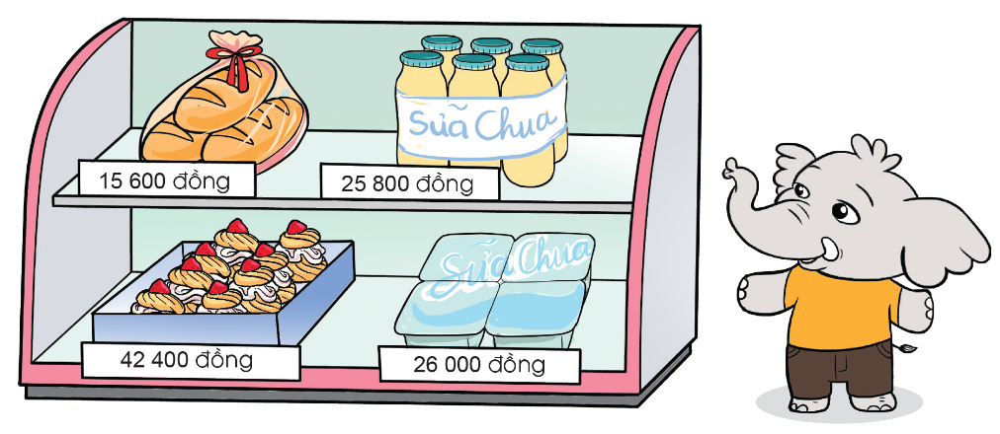 Sữa Chua
15 600 đồng
25 800 đồng
Sữa Chua
42 400 đồng
26 000 đồng